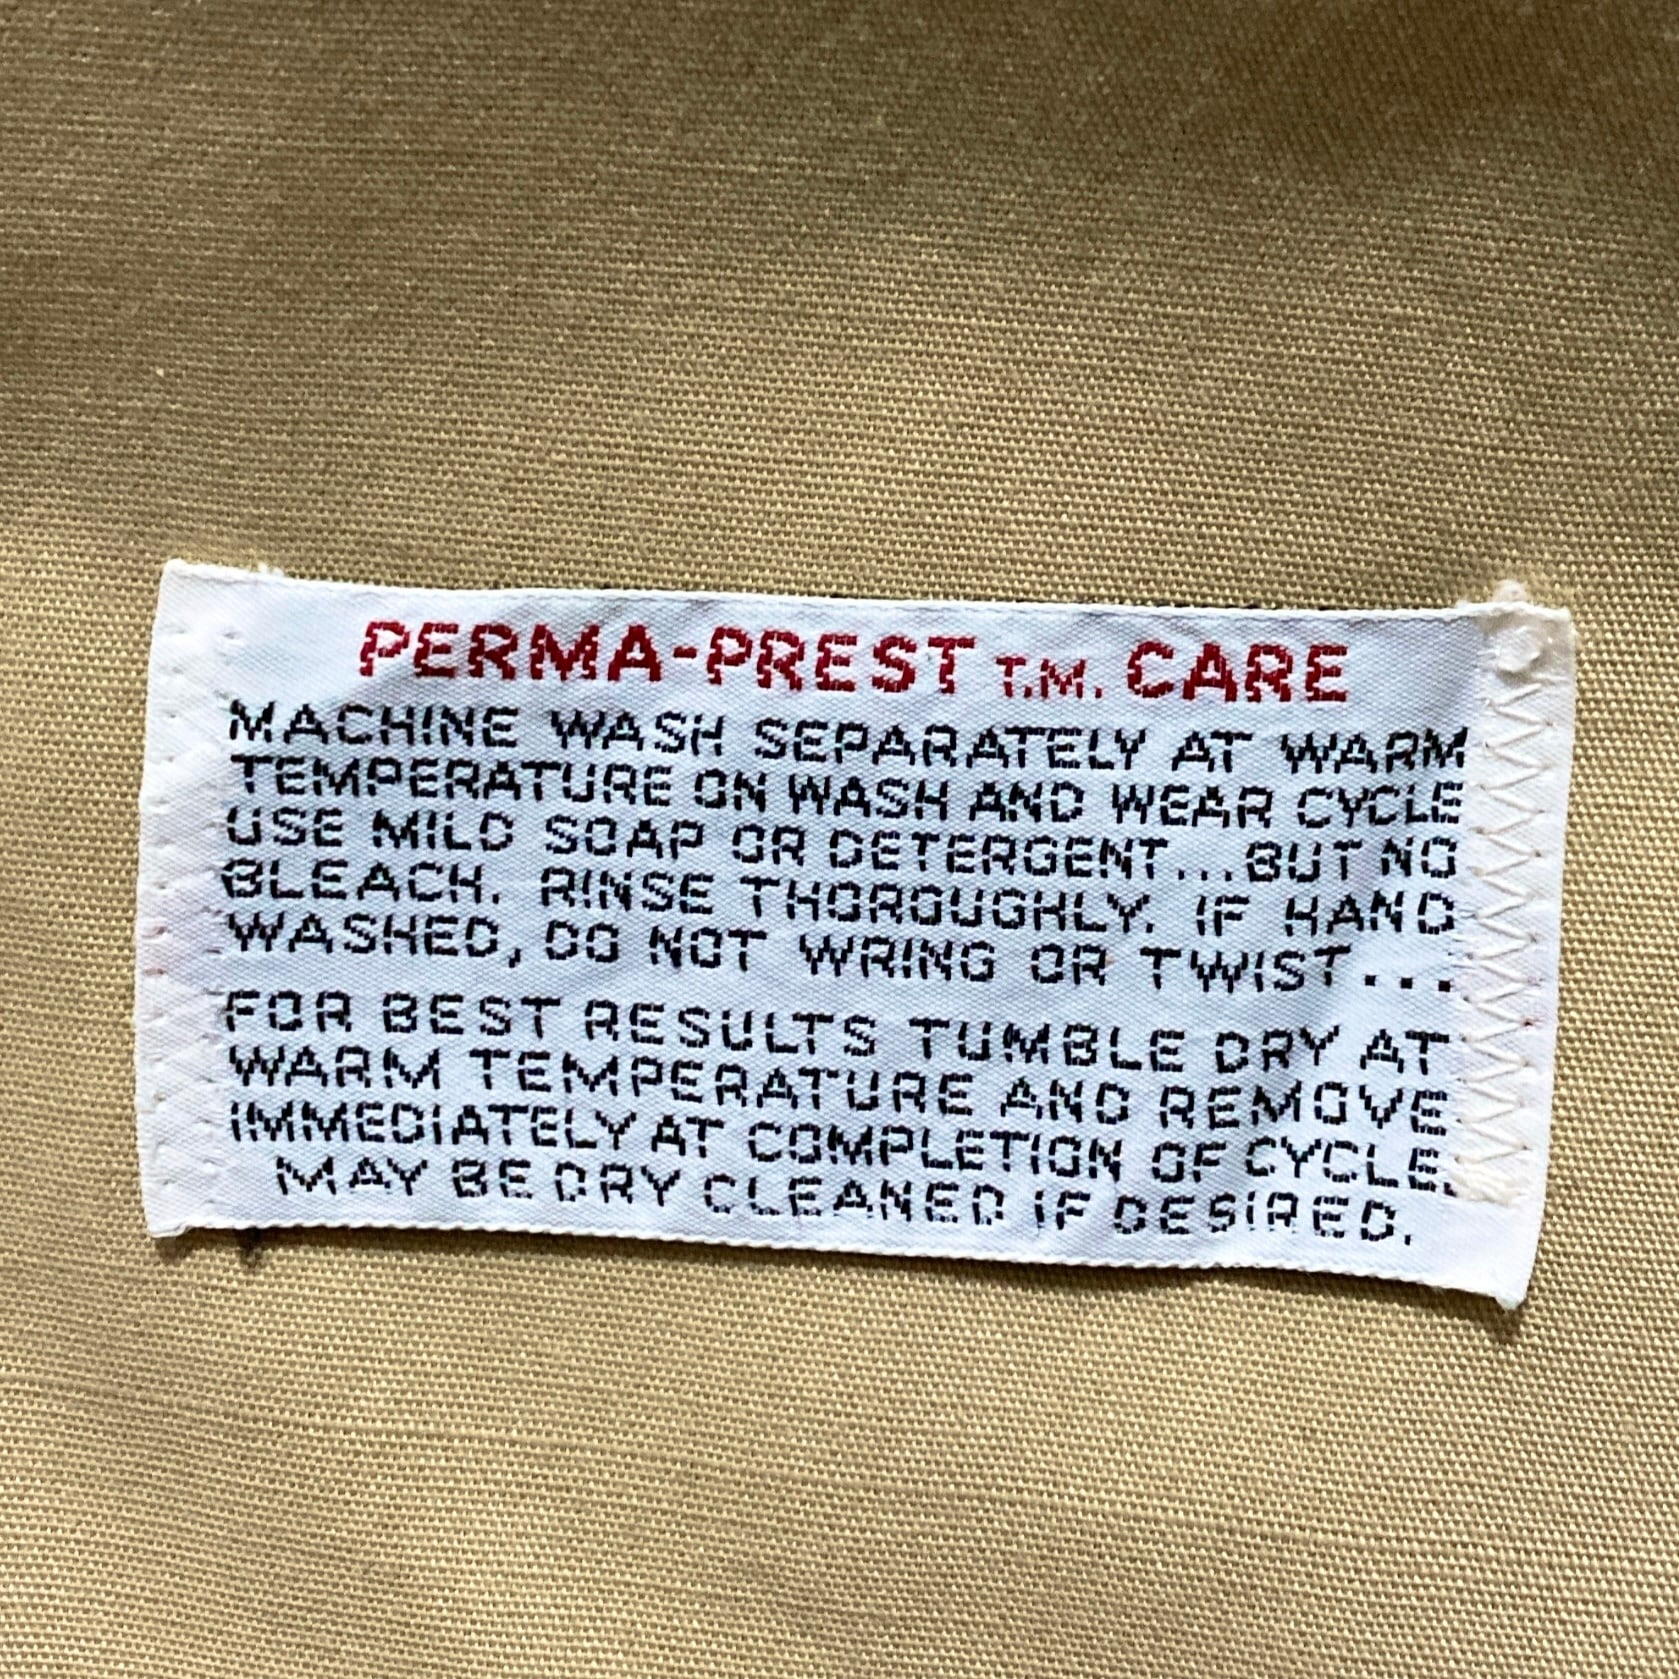 PERMA-PREST T.M. CARE
MACHINE WASH SEPARATELY AT WARM
TEMPERATURE ON WASH AND WEAR CYCLE
USE MILD SOAP OR DETERGENT...BUT NO
BLEACH. RINSE THOROUGHLY. IF HAND
WASHED, DO NOT WRING OR TWIST...
FOR BEST RESULTS TUMBLE DRY AT
WARM TEMPERATURE AND REMOVE
IMMEDIATELY AT COMPLETION OF CYCLE.
MAY BE DRY CLEANED IF DESIRED.